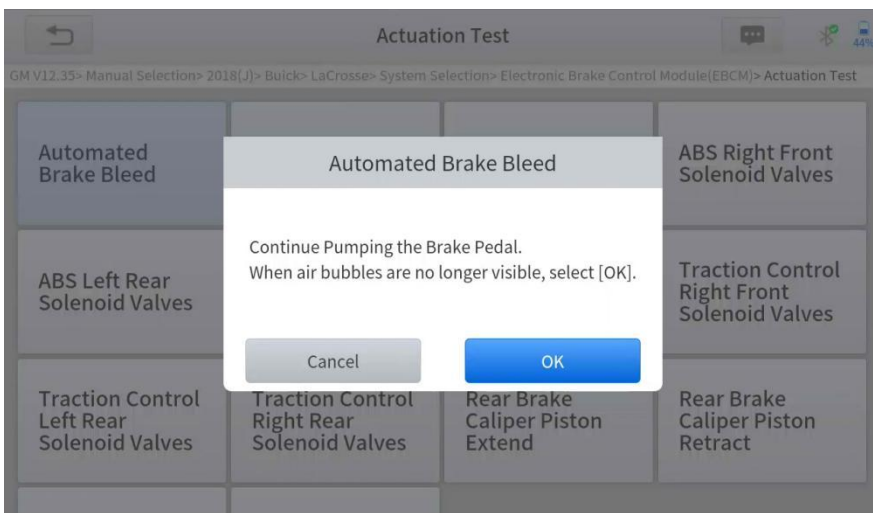 Actuation Test
44%
GM V12.35> Manual Selection> 2018(J)> Buick> LaCrosse> System Selection> Electronic Brake Control Module(EBCM)> Actuation Test
Automated
Brake Bleed
ABS Right Front
Solenoid Valves
Automated Brake Bleed
Continue Pumping the Brake Pedal.
When air bubbles are no longer visible, select [OK].
Cancel
OK
ABS Left Rear
Solenoid Valves
Traction Control
Right Front
Solenoid Valves
Traction Control
Left Rear
Solenoid Valves
Traction Control
Right Rear
Solenoid Valves
Rear Brake
Caliper Piston
Extend
Rear Brake
Caliper Piston
Retract